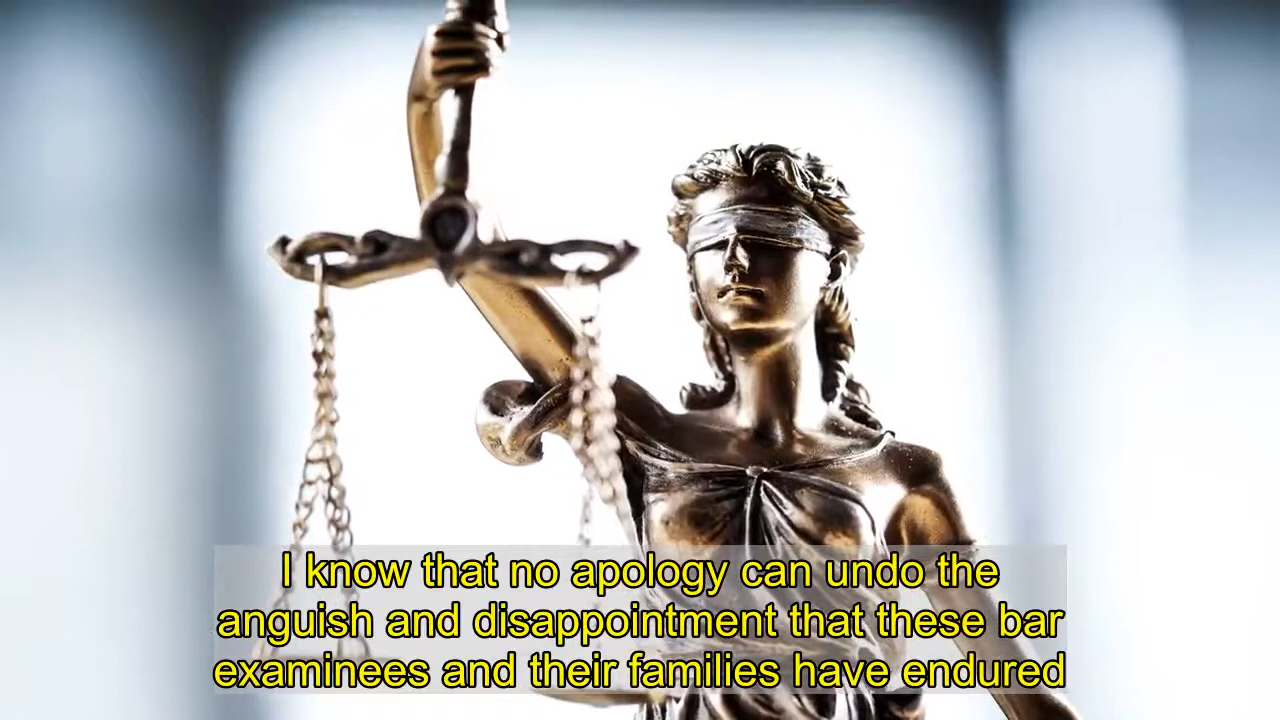 I know that no apology can undo the
anguish and disappointment that these bar
examinees and their families have endured